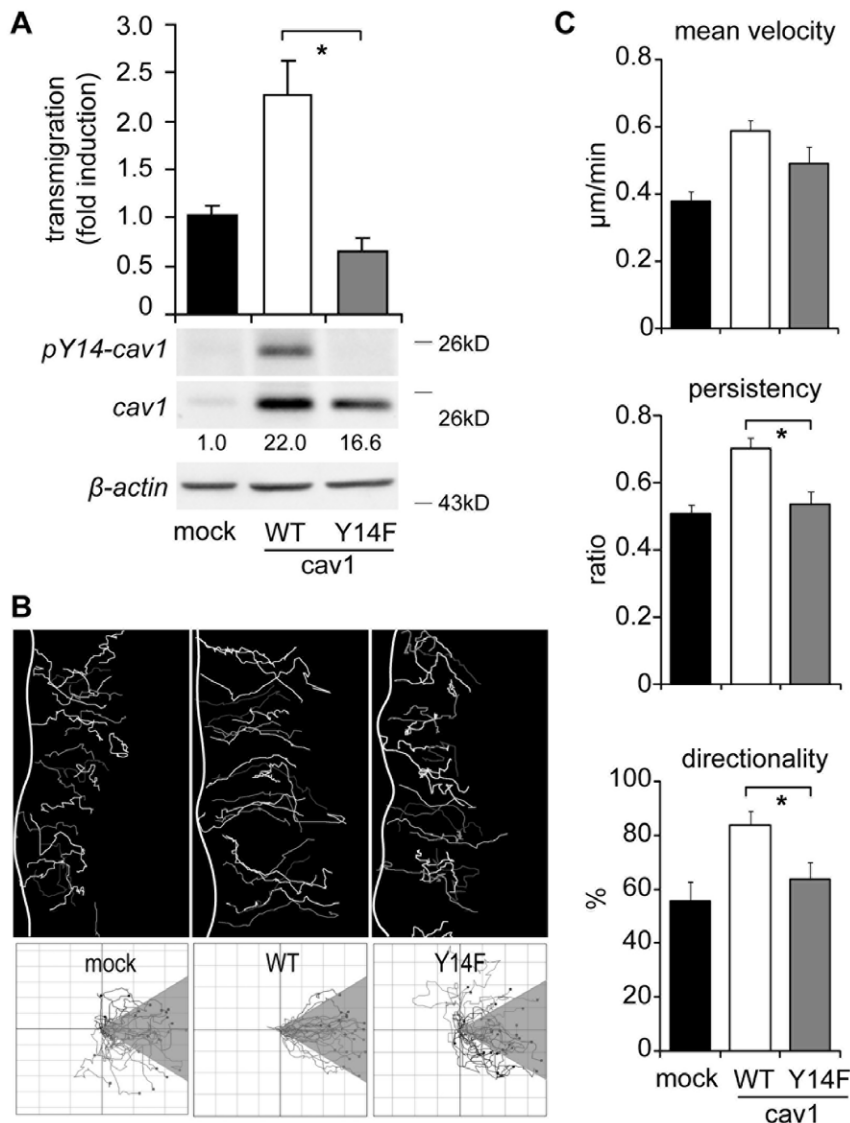 A
transmigration
(fold induction)
3.0
2.5
2.0
1.5
1.0
0.5
0
*
pY14-cav1
26kD
cav1
26kD
1.0 22.0 16.6
β-actin
43kD
mock WT Y14F
cav1
B
mock WT Y14F
C
mean velocity
µm/min
0.8
0.6
0.4
0.2
0
persistency
ratio
0.8
0.6
0.4
0.2
0
*
directionality
%
100
80
60
40
20
0
*
mock WT Y14F
cav1